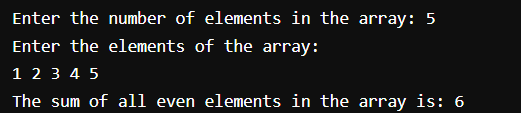 Enter the number of elements in the array: 5
Enter the elements of the array:
1 2 3 4 5
The sum of all even elements in the array is: 6